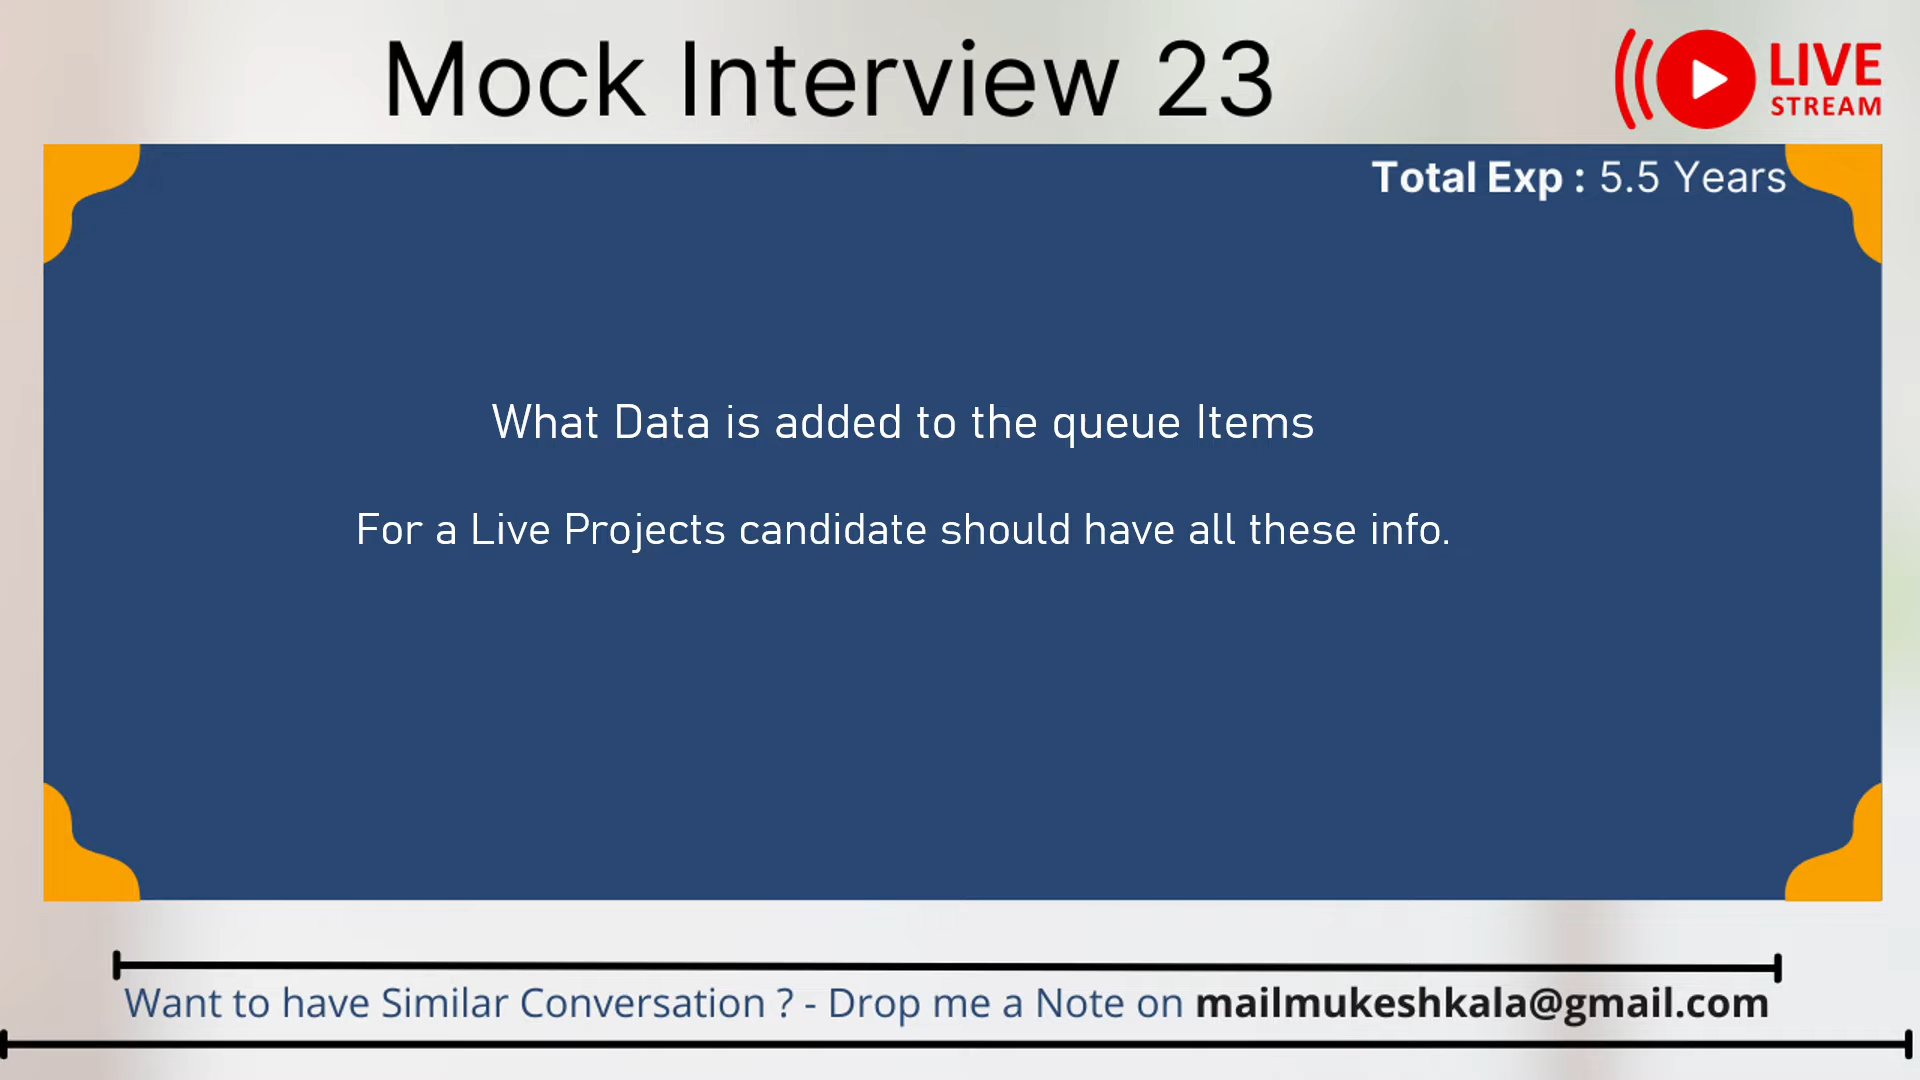 Mock Interview 23
LIVE
STREAM
Total Exp : 5.5 Years
What Data is added to the queue Items
For a Live Projects candidate should have all these info.
Want to have Similar Conversation ? - Drop me a Note on mailmukeshkala@gmail.com